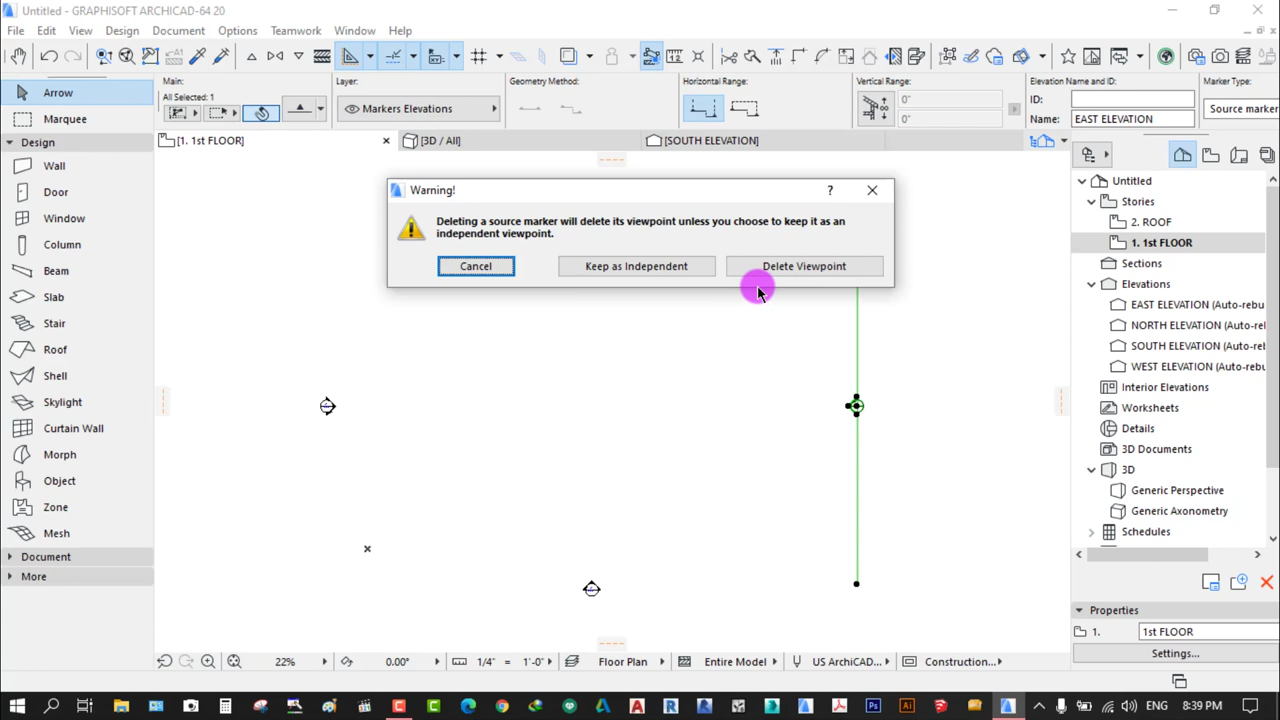 Untitled - GRAPHISOFT ARCHICAD-64 20
File Edit View Design Document Options Teamwork Window Help
Main:
All Selected: 1
Layer:
Markers Elevations
Geometry Method:
Horizontal Range:
Vertical Range:
0"
0"
Elevation Name and ID:
ID:
Name: EAST ELEVATION
Marker Type:
Source marker
Arrow
Marquee
Design
Wall
Door
Window
Column
Beam
Slab
Stair
Roof
Shell
Skylight
Curtain Wall
Morph
Object
Zone
Mesh
Document
More
[1. 1st FLOOR]
[3D / All]
[SOUTH ELEVATION]
Warning!
?
Deleting a source marker will delete its viewpoint unless you choose to keep it as an
independent viewpoint.
Cancel
Keep as Independent
Delete Viewpoint
Untitled
Stories
2. ROOF
1. 1st FLOOR
Sections
Elevations
EAST ELEVATION (Auto-rebu
NORTH ELEVATION (Auto-re
SOUTH ELEVATION (Auto-rel
WEST ELEVATION (Auto-rebu
Interior Elevations
Worksheets
Details
3D Documents
3D
Generic Perspective
Generic Axonometry
Schedules
Properties
1. 1st FLOOR
Settings...
22%
0.00°
1/4" = 1'-0"
Floor Plan
Entire Model
US ArchiCAD...
Construction...
ENG 8:39 PM